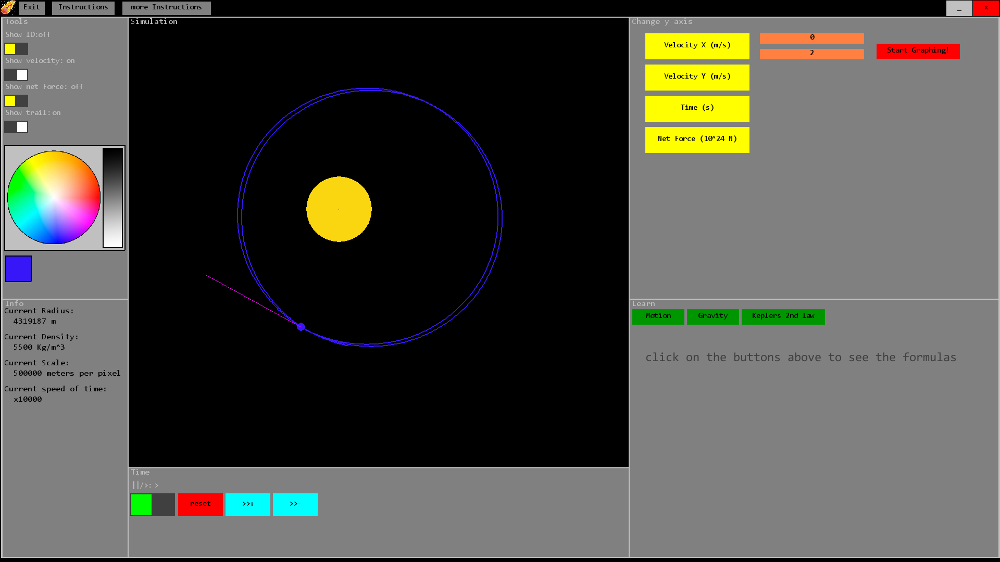 Exit
Instructions
more Instructions
_
x
Tools
Show ID:off
Show velocity: on
Show net Force: off
Show trail: on
Info
Current Radius:
4319187 m
Current Density:
5500 Kg/m^3
Current Scale:
500000 meters per pixel
Current speed of time:
x10000
Simulation
Time
||/>: >
reset
>>+
>>-
Change y axis
Velocity X (m/s)
Velocity Y (m/s)
Time (s)
Net Force (10^24 N)
0
2
Start Graphing!
Learn
Motion
Gravity
Keplers 2nd law
click on the buttons above to see the formulas